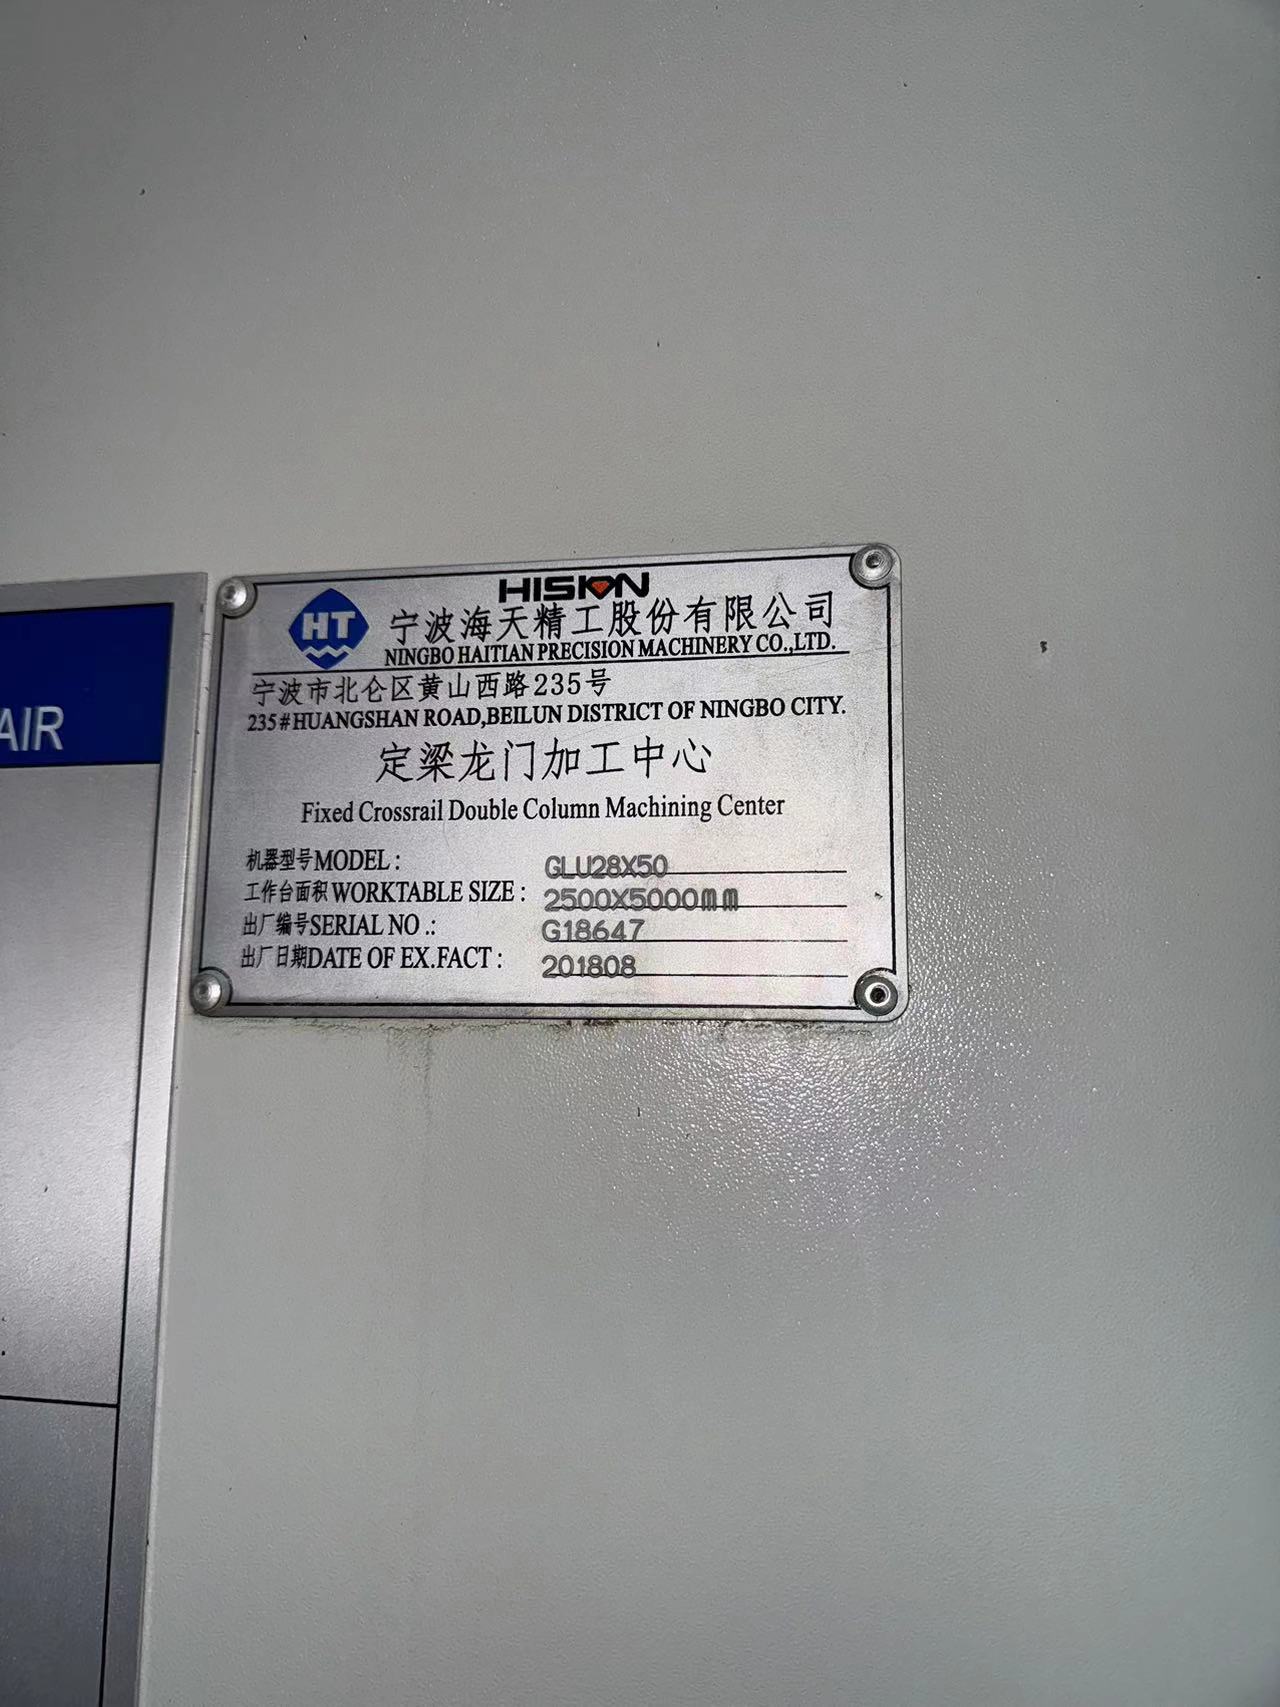 AIR
HISION
HT
宁波海天精工股份有限公司
NINGBO HAITIAN PRECISION MACHINERY CO.,LTD.
宁波市北仑区黄山西路235号
235#HUANGSHAN ROAD,BEILUN DISTRICT OF NINGBO CITY.
定梁龙门加工中心
Fixed Crossrail Double Column Machining Center
机器型号MODEL: GLU28X50
工作台面积WORKTABLE SIZE: 2500X5000mm
出厂编号SERIAL NO.: G18647
出厂日期DATE OF EX.FACT: 201808